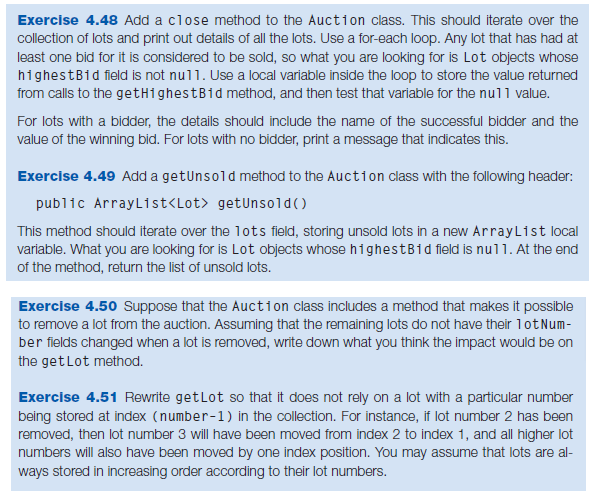 Exercise 4.48 Add a close method to the Auction class. This should iterate over the
collection of lots and print out details of all the lots. Use a for-each loop. Any lot that has had at
least one bid for it is considered to be sold, so what you are looking for is Lot objects whose
highestBid field is not null. Use a local variable inside the loop to store the value returned
from calls to the getHighestBid method, and then test that variable for the null value.
For lots with a bidder, the details should include the name of the successful bidder and the
value of the winning bid. For lots with no bidder, print a message that indicates this.
Exercise 4.49 Add a getUnsold method to the Auction class with the following header:
public ArrayList<Lot> getUnsold()
This method should iterate over the lots field, storing unsold lots in a new ArrayList local
variable. What you are looking for is Lot objects whose highestBid field is null. At the end
of the method, return the list of unsold lots.
Exercise 4.50 Suppose that the Auction class includes a method that makes it possible
to remove a lot from the auction. Assuming that the remaining lots do not have their lotNum-
ber fields changed when a lot is removed, write down what you think the impact would be on
the getLot method.
Exercise 4.51 Rewrite getLot so that it does not rely on a lot with a particular number
being stored at index (number-1) in the collection. For instance, if lot number 2 has been
removed, then lot number 3 will have been moved from index 2 to index 1, and all higher lot
numbers will also have been moved by one index position. You may assume that lots are al-
ways stored in increasing order according to their lot numbers.